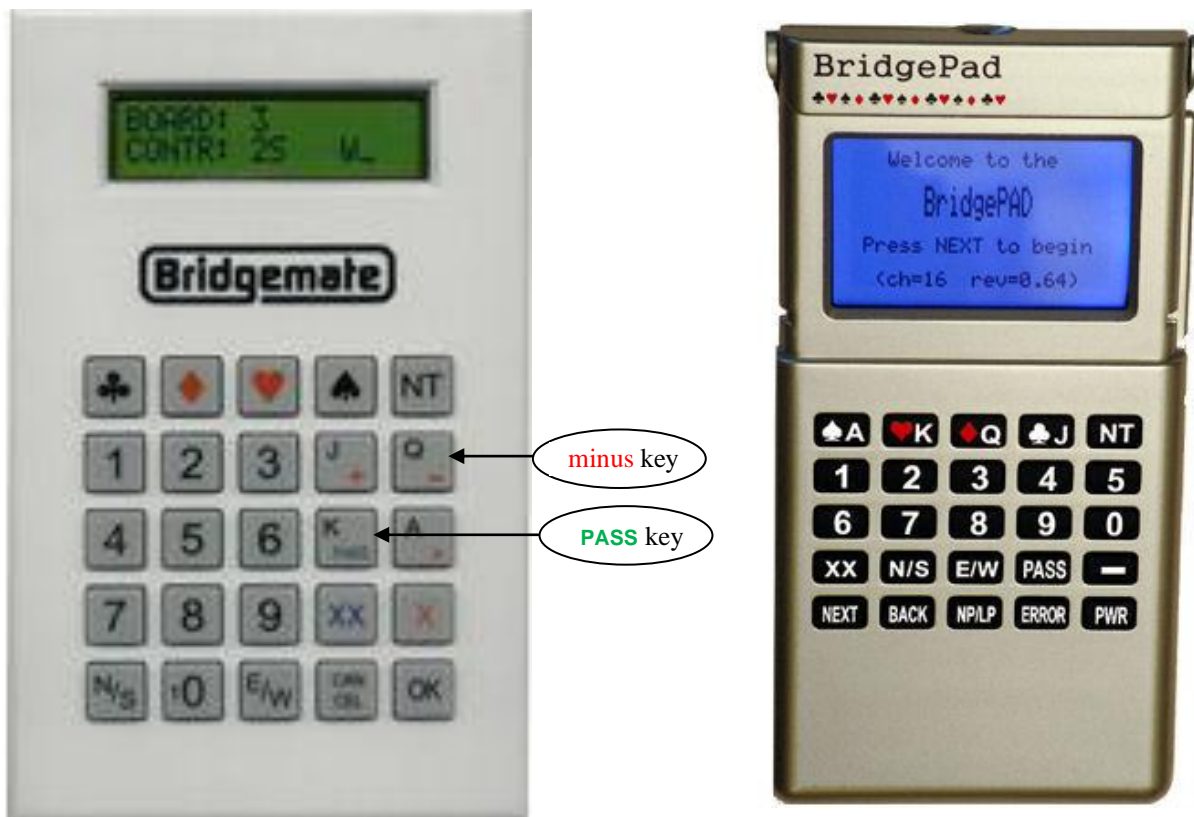 BOARD: 3
CONTR: 2S W_
Bridgemate
♣ ♦ ♥ ♠ NT
1 2 3 J + Q -
4 5 6 K PASS A
7 8 9 XX X
N/S 0 E/W CAN CEL OK
minus key
PASS key
BridgePad
♣♥♠♦♣♥♠♦♣♥♠♦♣♥
Welcome to the
BridgePAD
Press NEXT to begin
(ch=16 rev=0.64)
♠A ♥K ♦Q ♣J NT
1 2 3 4 5
6 7 8 9 0
XX N/S E/W PASS —
NEXT BACK NP/LP ERROR PWR